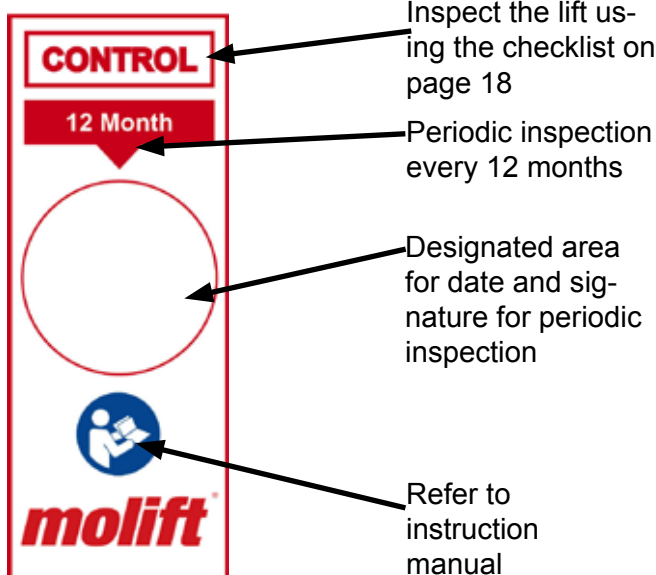 CONTROL
12 Month
molift
Inspect the lift us-
ing the checklist on
page 18
Periodic inspection
every 12 months
Designated area
for date and sig-
nature for periodic
inspection
Refer to
instruction
manual